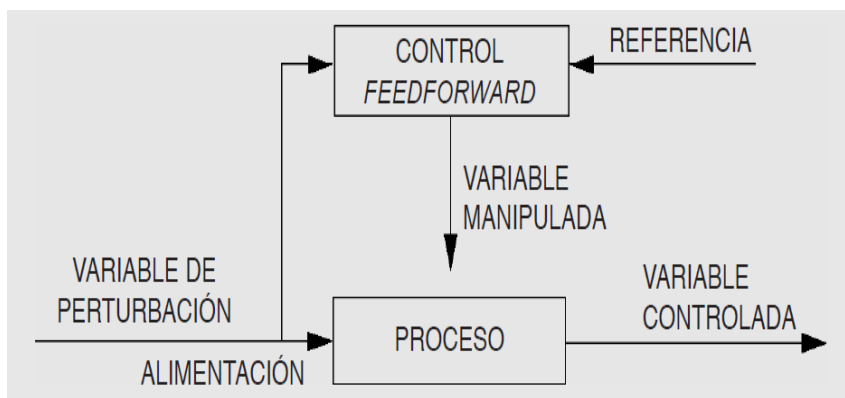 CONTROL
FEEDFORWARD
REFERENCIA
VARIABLE
MANIPULADA
VARIABLE DE
PERTURBACIÓN
ALIMENTACIÓN
PROCESO
VARIABLE
CONTROLADA